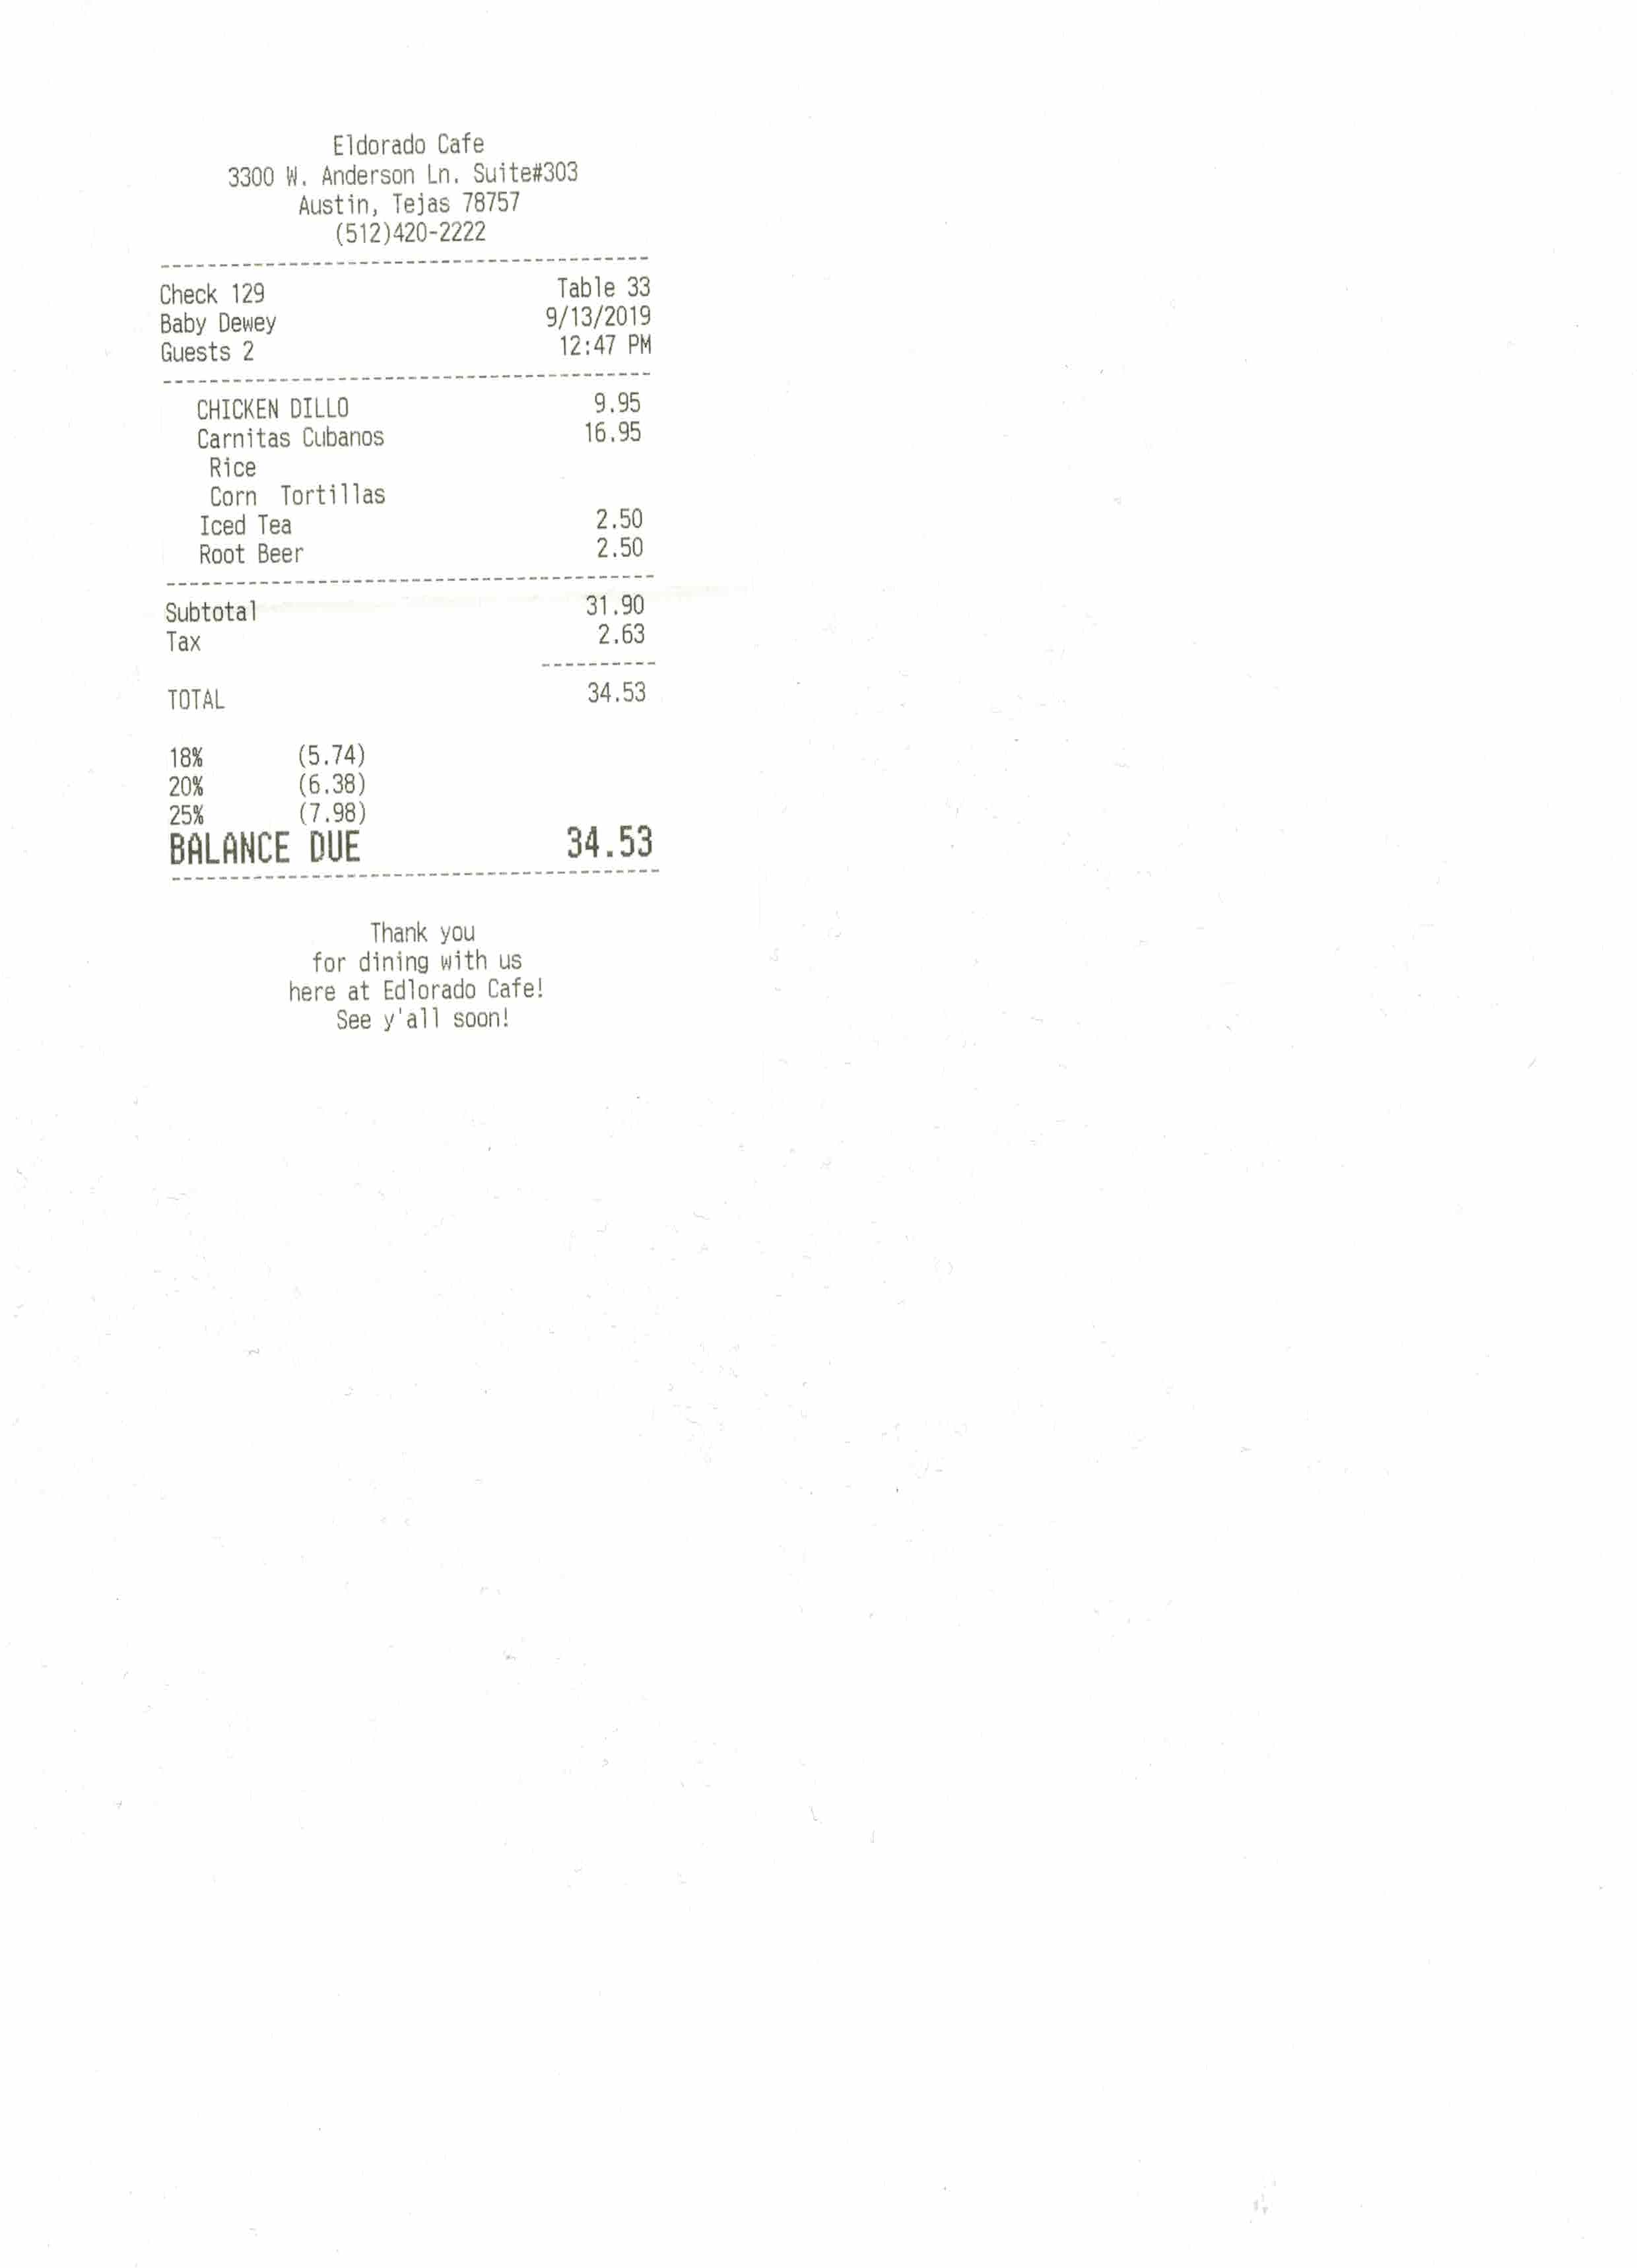 Eldorado Cafe
3300 W. Anderson Ln. Suite#303
Austin, Tejas 78757
(512)420-2222
Check 129 Table 33
Baby Dewey 9/13/2019
Guests 2 12:47 PM
CHICKEN DILLO 9.95
Carnitas Cubanos 16.95
Rice
Corn Tortillas
Iced Tea 2.50
Root Beer 2.50
Subtotal 31.90
Tax 2.63
TOTAL 34.53
18% (5.74)
20% (6.38)
25% (7.98)
BALANCE DUE 34.53
Thank you
for dining with us
here at Edlorado Cafe!
See y'all soon!